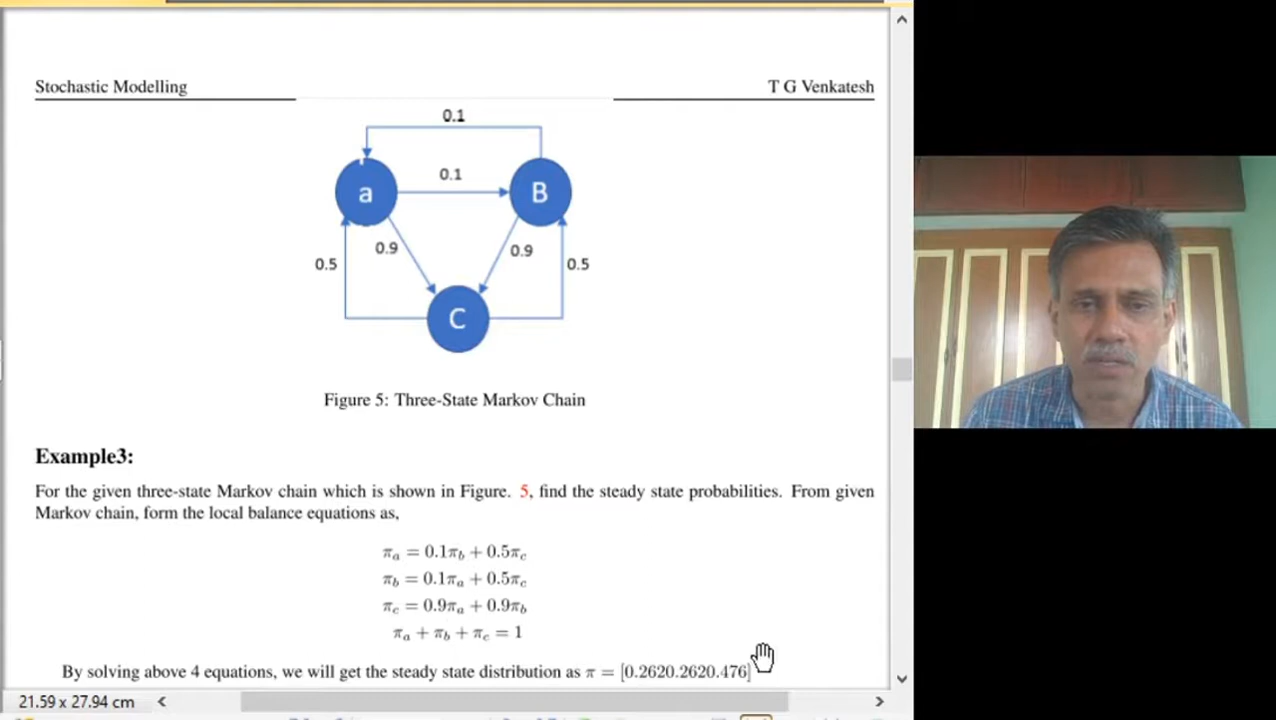 Stochastic Modelling T G Venkatesh
0.1
a 0.1 B
0.5 0.9 0.9 0.5
C
Figure 5: Three-State Markov Chain
Example3:
For the given three-state Markov chain which is shown in Figure. 5, find the steady state probabilities. From given
Markov chain, form the local balance equations as,
πa = 0.1πb + 0.5πc
πb = 0.1πa + 0.5πc
πc = 0.9πa + 0.9πb
πa + πb + πc = 1
By solving above 4 equations, we will get the steady state distribution as π = [0.2620.2620.476]
21.59 x 27.94 cm